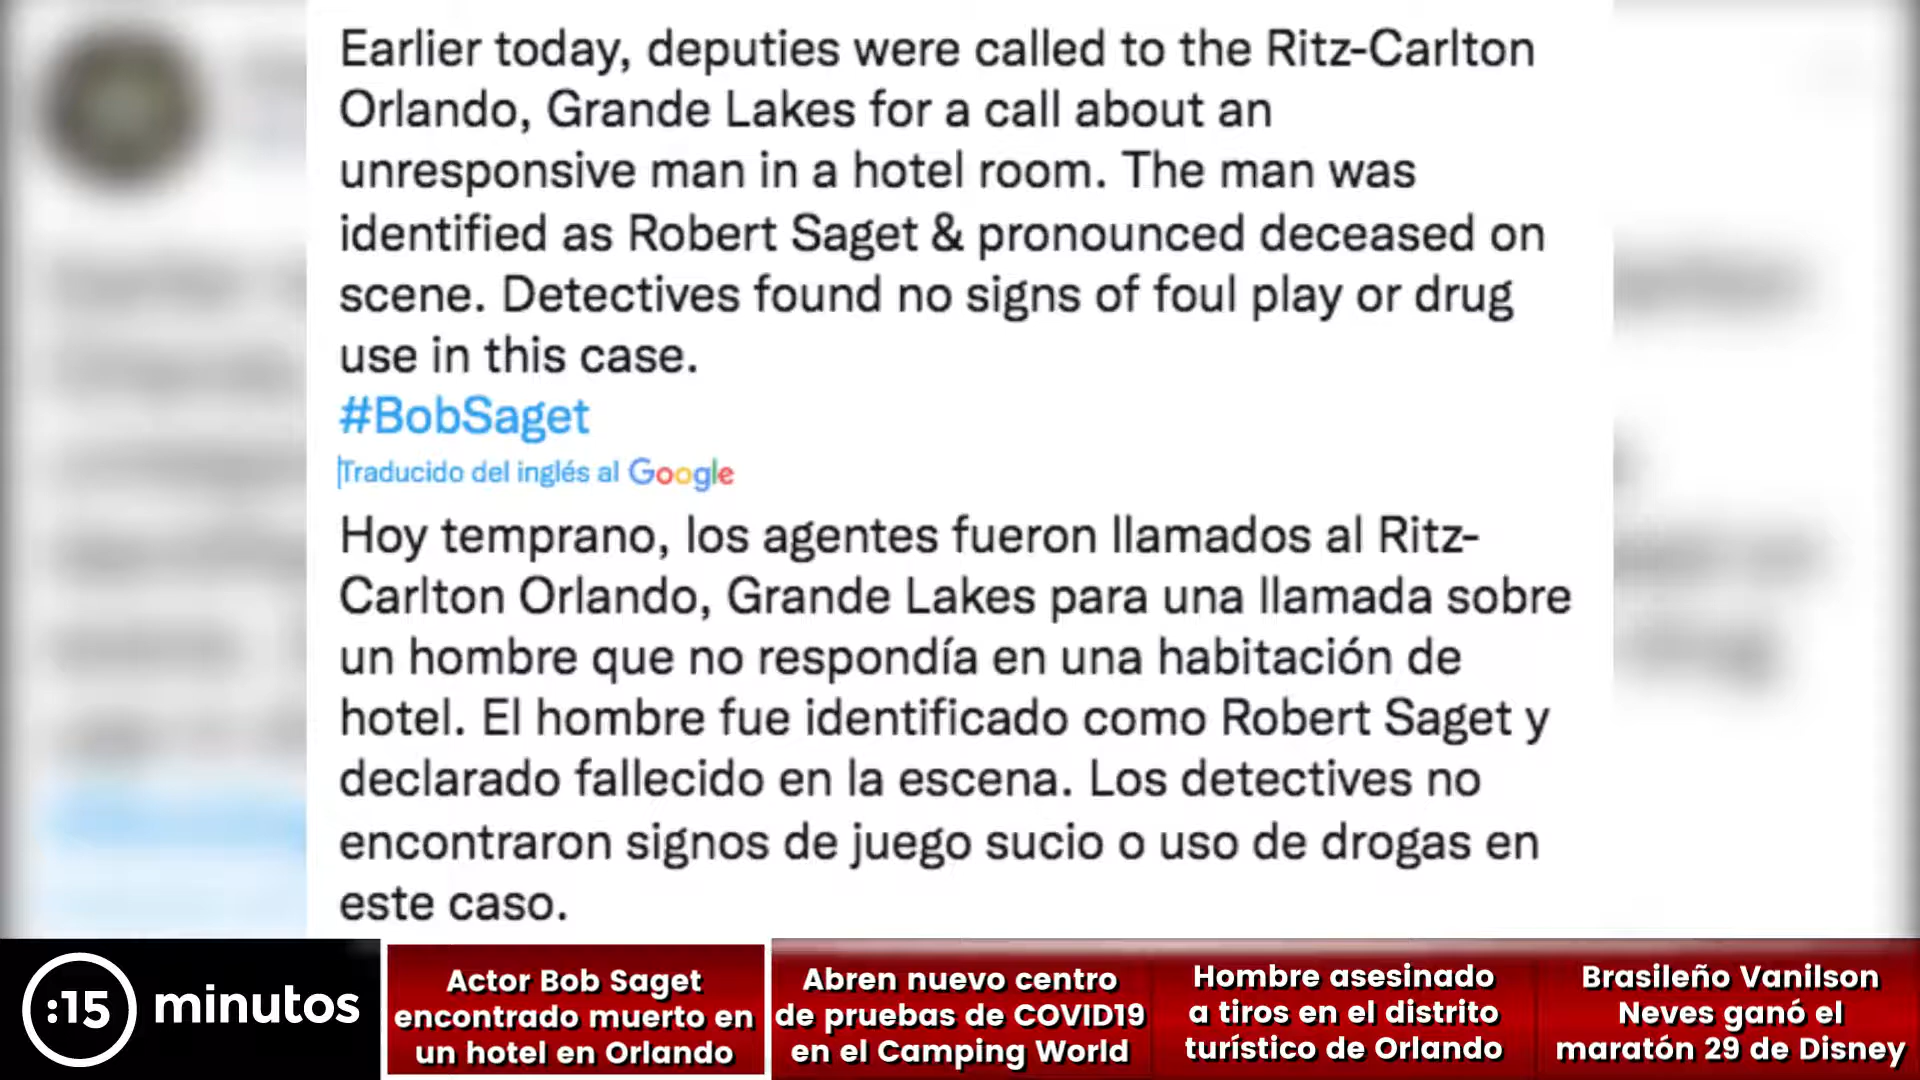 Earlier today, deputies were called to the Ritz-Carlton
Orlando, Grande Lakes for a call about an
unresponsive man in a hotel room. The man was
identified as Robert Saget & pronounced deceased on
scene. Detectives found no signs of foul play or drug
use in this case.
#BobSaget
Traducido del inglés al Google
Hoy temprano, los agentes fueron llamados al Ritz-
Carlton Orlando, Grande Lakes para una llamada sobre
un hombre que no respondía en una habitación de
hotel. El hombre fue identificado como Robert Saget y
declarado fallecido en la escena. Los detectives no
encontraron signos de juego sucio o uso de drogas en
este caso.
:15 minutos
Actor Bob Saget
encontrado muerto en
un hotel en Orlando
Abren nuevo centro
de pruebas de COVID19
en el Camping World
Hombre asesinado
a tiros en el distrito
turístico de Orlando
Brasileño Vanilson
Neves ganó el
maratón 29 de Disney